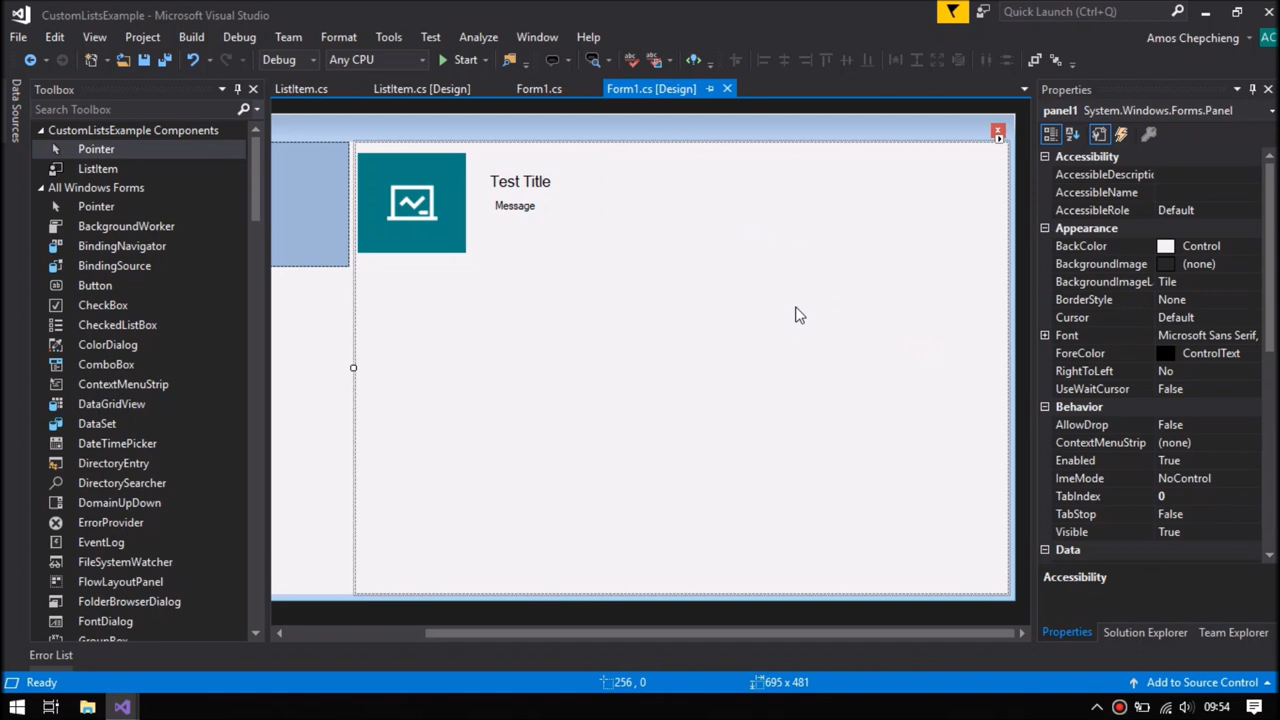 CustomListsExample - Microsoft Visual Studio
Quick Launch (Ctrl+Q)
File Edit View Project Build Debug Team Format Tools Test Analyze Window Help
Amos Chepchieng AC
Debug Any CPU Start
Data Sources
Toolbox
Search Toolbox
CustomListsExample Components
Pointer
ListItem
All Windows Forms
Pointer
BackgroundWorker
BindingNavigator
BindingSource
Button
CheckBox
CheckedListBox
ColorDialog
ComboBox
ContextMenuStrip
DataGridView
DataSet
DateTimePicker
DirectoryEntry
DirectorySearcher
DomainUpDown
ErrorProvider
EventLog
FileSystemWatcher
FlowLayoutPanel
FolderBrowserDialog
FontDialog
GroupBox
ListItem.cs ListItem.cs [Design] Form1.cs Form1.cs [Design]
Test Title
Message
Properties
panel1 System.Windows.Forms.Panel
Accessibility
AccessibleDescriptic
AccessibleName
AccessibleRole Default
Appearance
BackColor Control
BackgroundImage (none)
BackgroundImageL Tile
BorderStyle None
Cursor Default
Font Microsoft Sans Serif,
ForeColor ControlText
RightToLeft No
UseWaitCursor False
Behavior
AllowDrop False
ContextMenuStrip (none)
Enabled True
ImeMode NoControl
TabIndex 0
TabStop False
Visible True
Data
Accessibility
Properties Solution Explorer Team Explorer
Error List
Ready 256 , 0 695 x 481 Add to Source Control
09:54